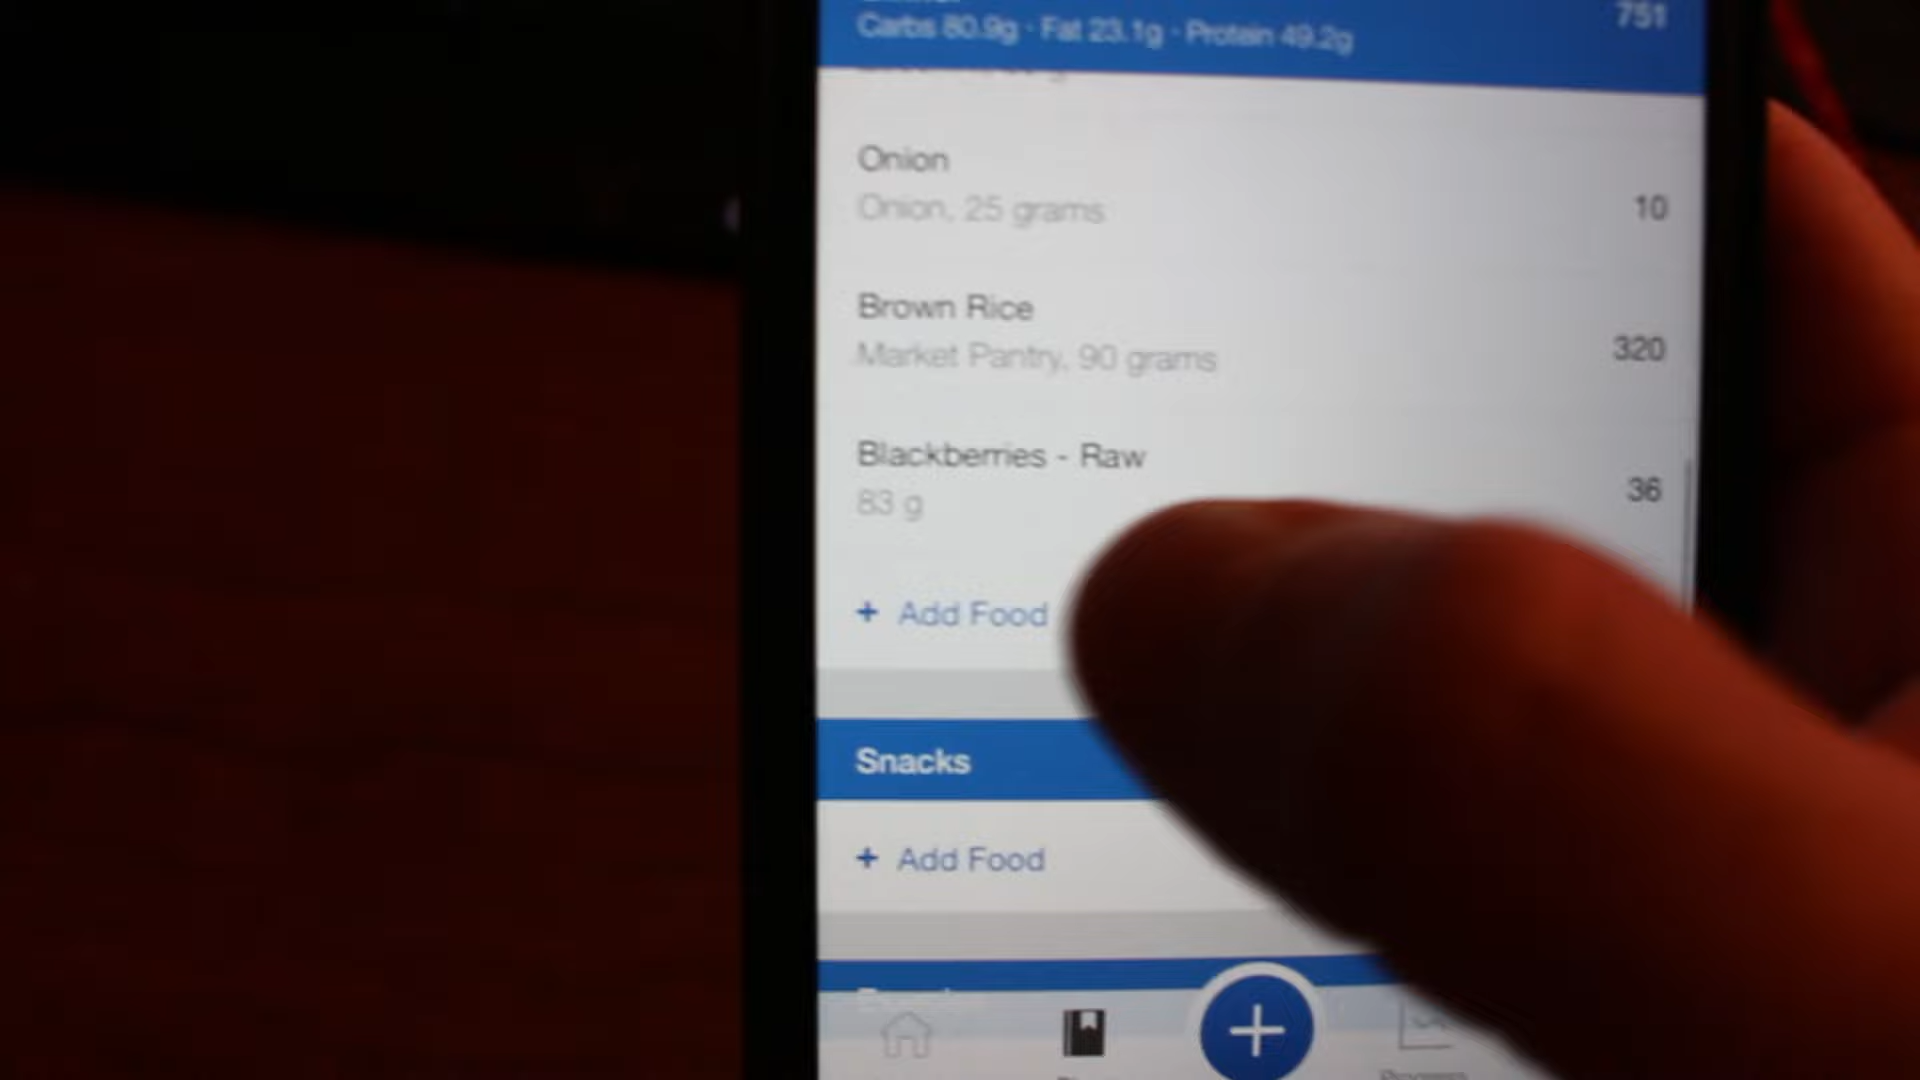 751
Carbs 80.9g · Fat 23.1g · Protein 49.2g
Onion
Onion, 25 grams
10
Brown Rice
Market Pantry, 90 grams
320
Blackberries - Raw
83 g
36
+ Add Food
Snacks
+ Add Food